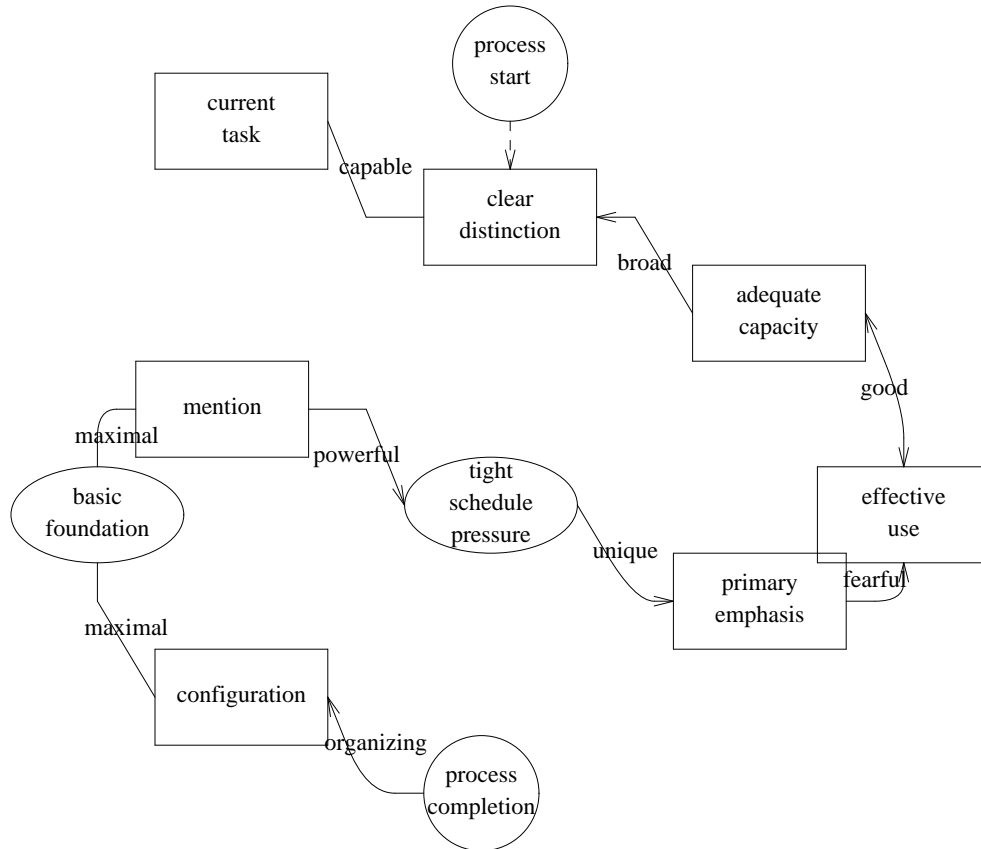 process
start
current
task
capable
clear
distinction
broad
adequate
capacity
good
mention
maximal
powerful
tight
schedule
pressure
basic
foundation
effective
use
unique
fearful
primary
emphasis
maximal
configuration
organizing
process
completion